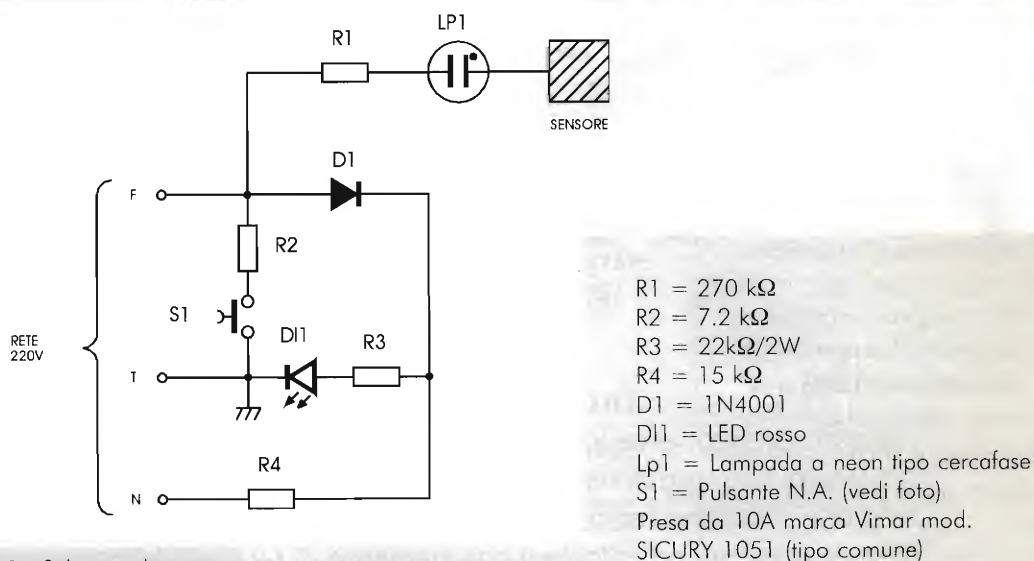 LP1
R1
SENSORE
D1
F
R2
S1
RETE
220V
DI1
R3
T
R4
N
R1 = 270 kΩ
R2 = 7.2 kΩ
R3 = 22kΩ/2W
R4 = 15 kΩ
D1 = 1N4001
DI1 = LED rosso
Lp1 = Lampada a neon tipo cercafase
S1 = Pulsante N.A. (vedi foto)
Presa da 10A marca Vimar mod.
SICURY 1051 (tipo comune)